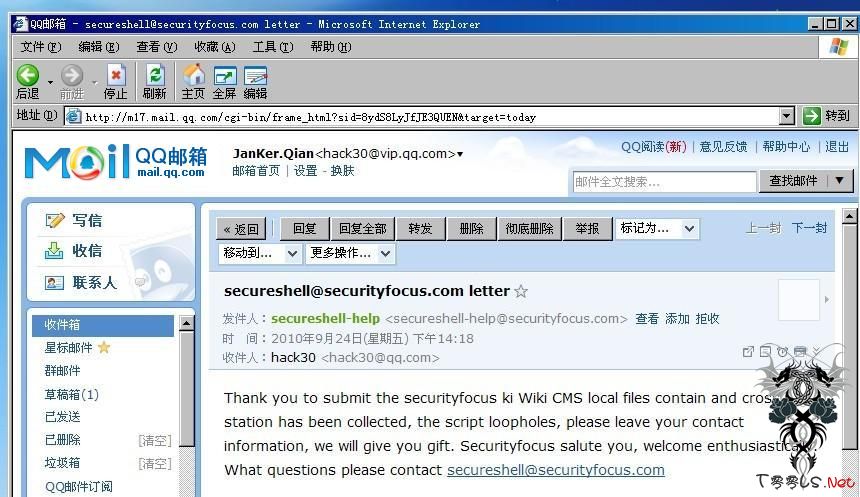 QQ邮箱 - secureshell@securityfocus.com letter - Microsoft Internet Explorer
文件(F) 编辑(E) 查看(V) 收藏(A) 工具(T) 帮助(H)
后退 前进 停止 刷新 主页 全屏 编辑
地址(D) http://m17.mail.qq.com/cgi-bin/frame_html?sid=8ydS8LyJfJE3QUEN&target=today 转到
QQ阅读(新) | 意见反馈 | 帮助中心 | 退出
Mail QQ邮箱 JanKer.Qian<hack30@vip.qq.com>
mail.qq.com 邮箱首页 | 设置 - 换肤
邮件全文搜索... 查找邮件
写信
收信
联系人
收件箱
星标邮件
群邮件
草稿箱(1)
已发送
已删除 [清空]
垃圾箱 [清空]
QQ邮件订阅
« 返回 回复 回复全部 转发 删除 彻底删除 举报 标记为... 上一封 下一封
移动到... 更多操作...
secureshell@securityfocus.com letter
发件人：secureshell-help <secureshell-help@securityfocus.com> 查看 添加 拒收
时 间：2010年9月24日(星期五) 下午14:18
收件人：hack30 <hack30@qq.com>
Thank you to submit the securityfocus ki Wiki CMS local files contain and cros
station has been collected, the script loopholes, please leave your contact
information, we will give you gift. Securityfocus salute you, welcome enthusiastica
What questions please contact secureshell@securityfocus.com
T00LS.Net